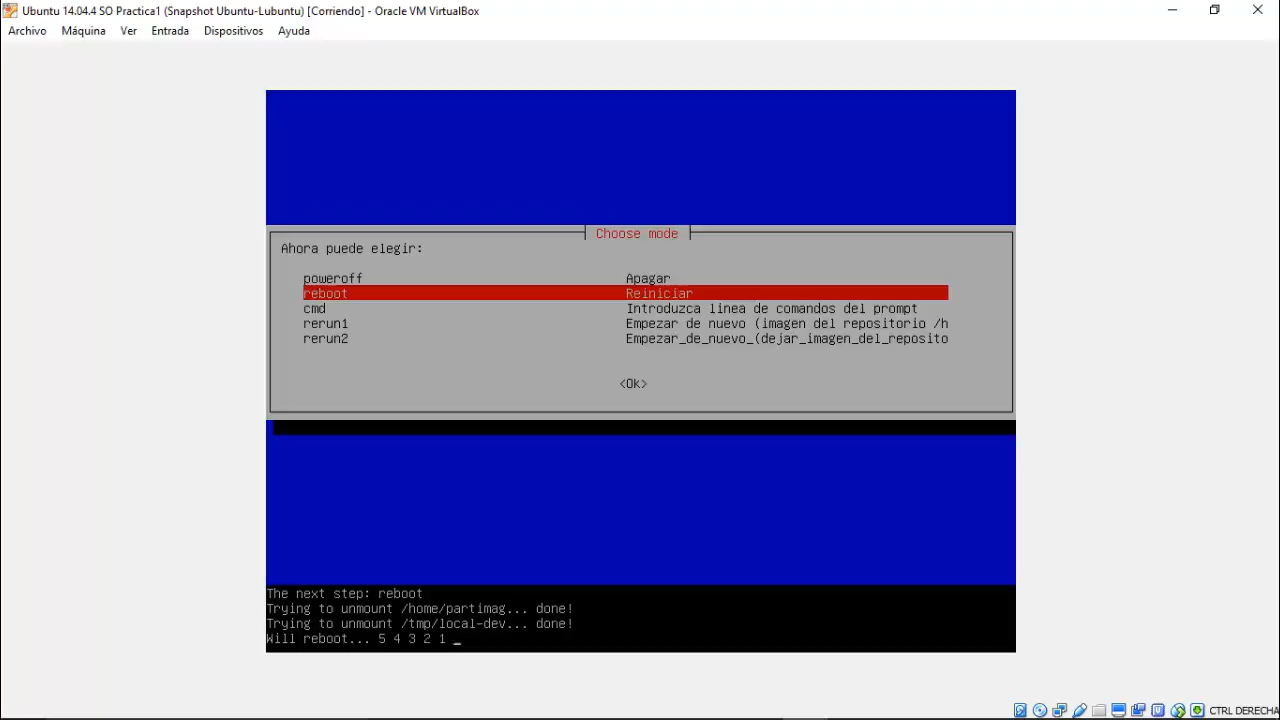 Ubuntu 14.04.4 SO Practica1 (Snapshot Ubuntu-Lubuntu) [Corriendo] - Oracle VM VirtualBox
Archivo Máquina Ver Entrada Dispositivos Ayuda
Choose mode
Ahora puede elegir:
poweroff Apagar
reboot Reiniciar
cmd Introduzca linea de comandos del prompt
rerun1 Empezar de nuevo (imagen del repositorio /h
rerun2 Empezar_de_nuevo_(dejar_imagen_del_reposito
<Ok>
The next step: reboot
Trying to unmount /home/partimag... done!
Trying to unmount /tmp/local-dev... done!
Will reboot... 5 4 3 2 1 _
CTRL DERECHA